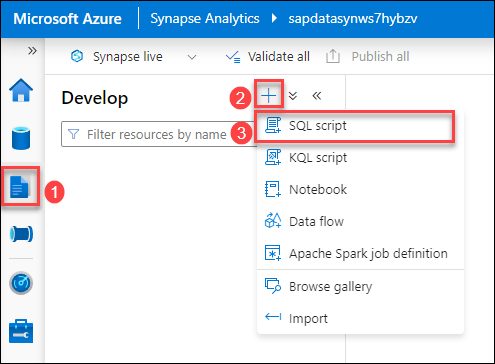 Microsoft Azure Synapse Analytics sapdatasynws7hybzv
Synapse live Validate all Publish all
Develop
2
Filter resources by name
3
SQL script
1
KQL script
Notebook
Data flow
Apache Spark job definition
Browse gallery
Import